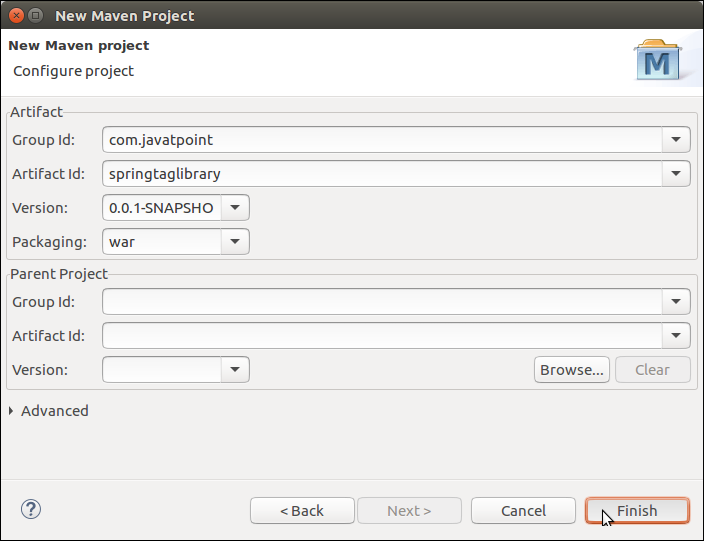 New Maven Project
New Maven project
Configure project
M
Artifact
Group Id: com.javatpoint
Artifact Id: springtaglibrary
Version: 0.0.1-SNAPSHO
Packaging: war
Parent Project
Group Id:
Artifact Id:
Version: Browse... Clear
Advanced
? < Back Next > Cancel Finish